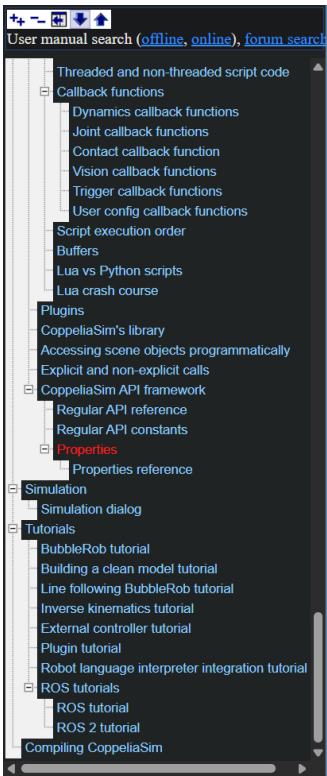 User manual search (offline, online), forum search
Threaded and non-threaded script code
Callback functions
Dynamics callback functions
Joint callback functions
Contact callback function
Vision callback functions
Trigger callback functions
User config callback functions
Script execution order
Buffers
Lua vs Python scripts
Lua crash course
Plugins
CoppeliaSim's library
Accessing scene objects programmatically
Explicit and non-explicit calls
CoppeliaSim API framework
Regular API reference
Regular API constants
Properties
Properties reference
Simulation
Simulation dialog
Tutorials
BubbleRob tutorial
Building a clean model tutorial
Line following BubbleRob tutorial
Inverse kinematics tutorial
External controller tutorial
Plugin tutorial
Robot language interpreter integration tutorial
ROS tutorials
ROS tutorial
ROS 2 tutorial
Compiling CoppeliaSim